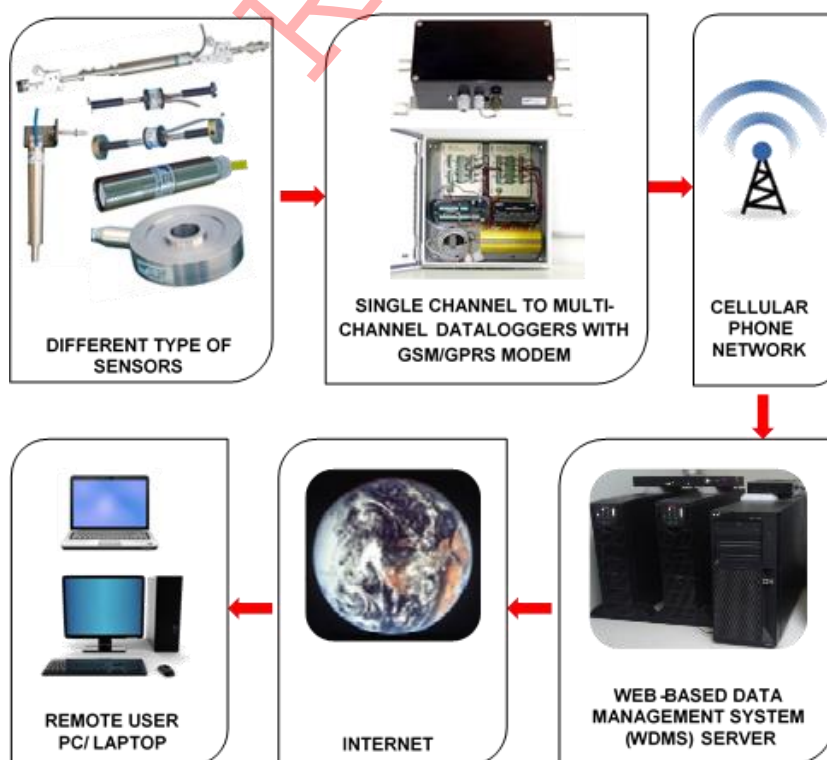 DIFFERENT TYPE OF
SENSORS
SINGLE CHANNEL TO MULTI-
CHANNEL DATALOGGERS WITH
GSM/GPRS MODEM
CELLULAR
PHONE
NETWORK
WEB-BASED DATA
MANAGEMENT SYSTEM
(WDMS) SERVER
INTERNET
REMOTE USER
PC/ LAPTOP